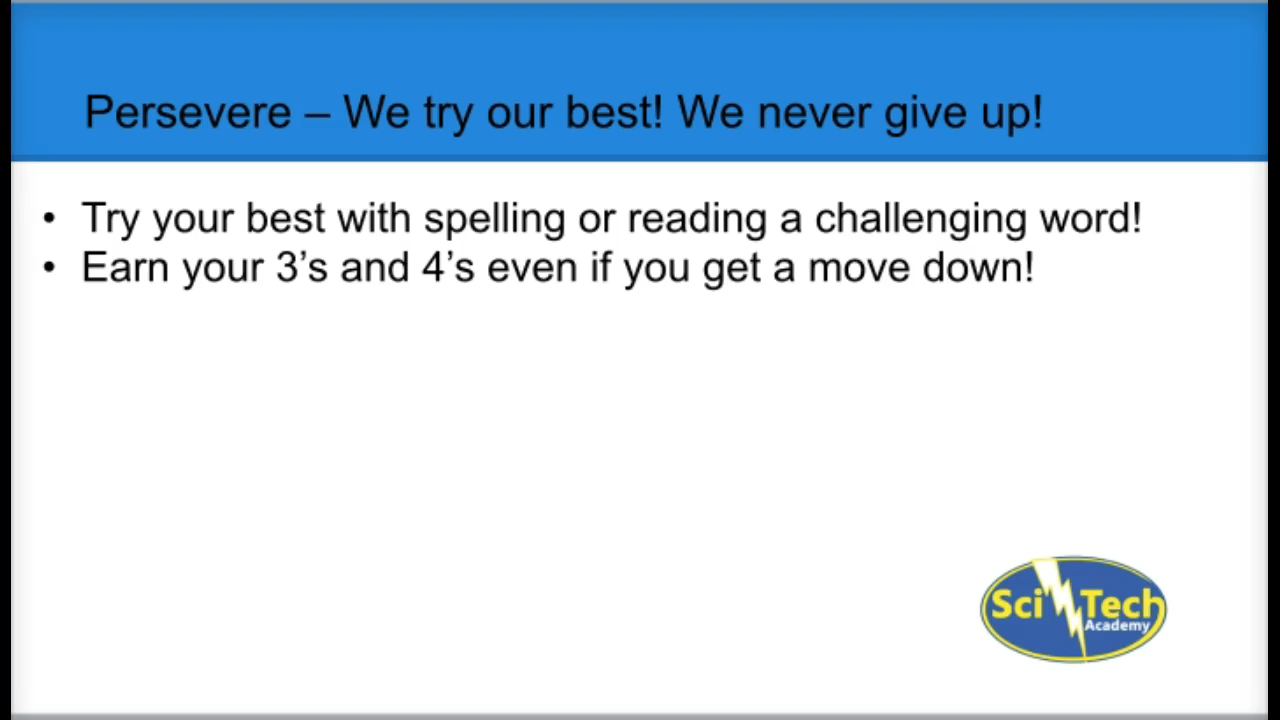 Persevere – We try our best! We never give up!
• Try your best with spelling or reading a challenging word!
• Earn your 3’s and 4’s even if you get a move down!
Sci Tech
Academy